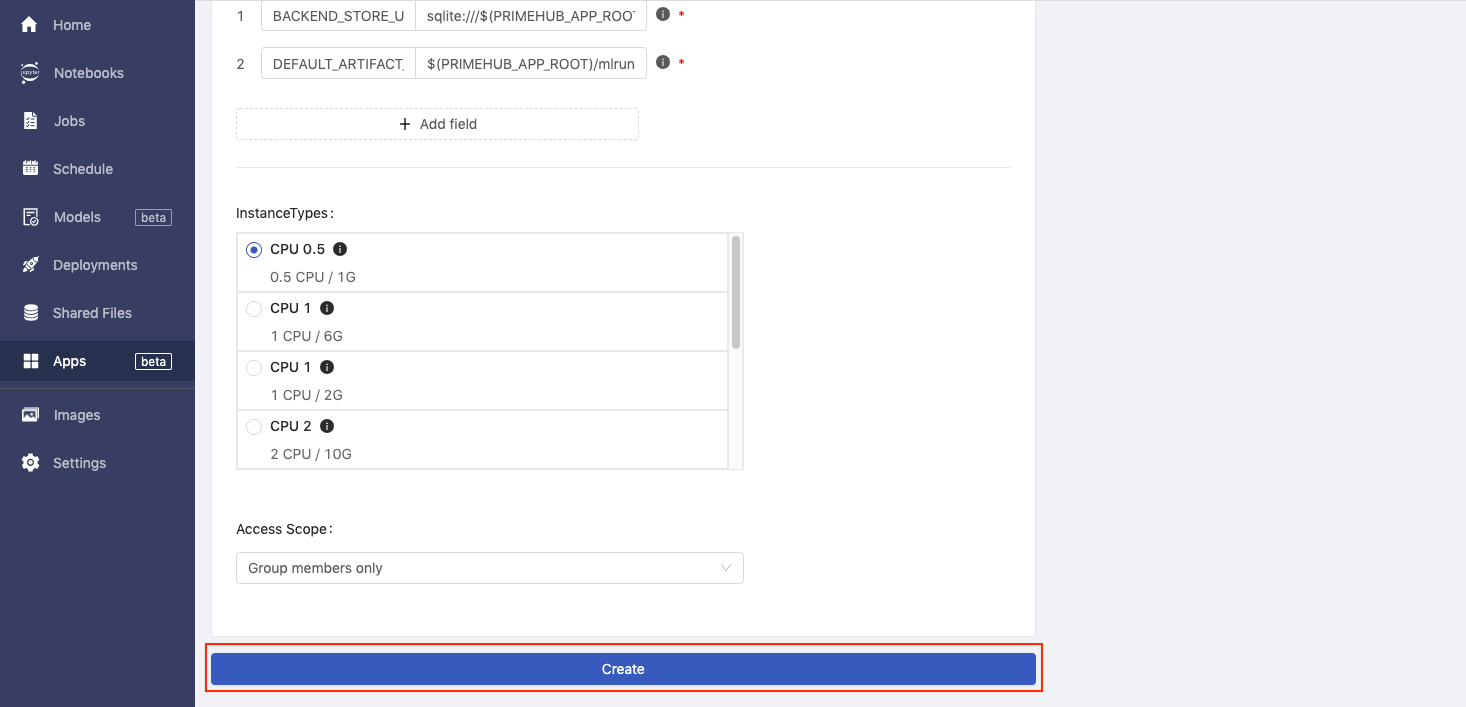 Home
Notebooks
Jobs
Schedule
Models beta
Deployments
Shared Files
Apps beta
Images
Settings
1 BACKEND_STORE_U sqlite:///$(PRIMEHUB_APP_ROO *
2 DEFAULT_ARTIFACT_ $(PRIMEHUB_APP_ROOT)/mlrun *
+ Add field
InstanceTypes:
CPU 0.5
0.5 CPU / 1G
CPU 1
1 CPU / 6G
CPU 1
1 CPU / 2G
CPU 2
2 CPU / 10G
Access Scope:
Group members only
Create